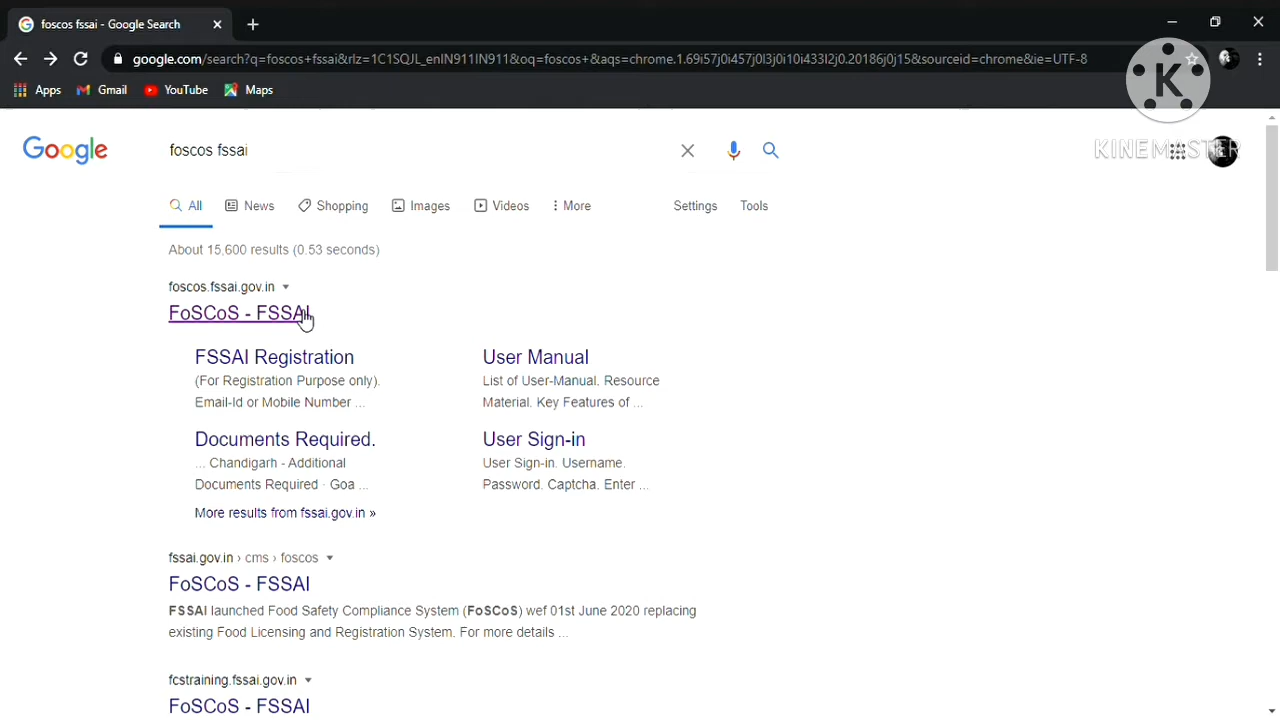 foscos fssai - Google Search
google.com/search?q=foscos+fssai&rlz=1C1SQJL_enIN911IN911&oq=foscos+&aqs=chrome.1.69i57j0i457j0l3j0i10i433l2j0.20186j0j15&sourceid=chrome&ie=UTF-8
Apps Gmail YouTube Maps
K
KINEMASTER
Google
foscos fssai
All News Shopping Images Videos More Settings Tools
About 15,600 results (0.53 seconds)
foscos.fssai.gov.in
FoSCoS - FSSAI
FSSAI Registration
(For Registration Purpose only).
Email-Id or Mobile Number ...
User Manual
List of User-Manual. Resource
Material. Key Features of ...
Documents Required.
... Chandigarh - Additional
Documents Required · Goa ...
User Sign-in
User Sign-in. Username.
Password. Captcha. Enter ...
More results from fssai.gov.in »
fssai.gov.in › cms › foscos
FoSCoS - FSSAI
FSSAI launched Food Safety Compliance System (FoSCoS) wef 01st June 2020 replacing
existing Food Licensing and Registration System. For more details ...
fcstraining.fssai.gov.in
FoSCoS - FSSAI